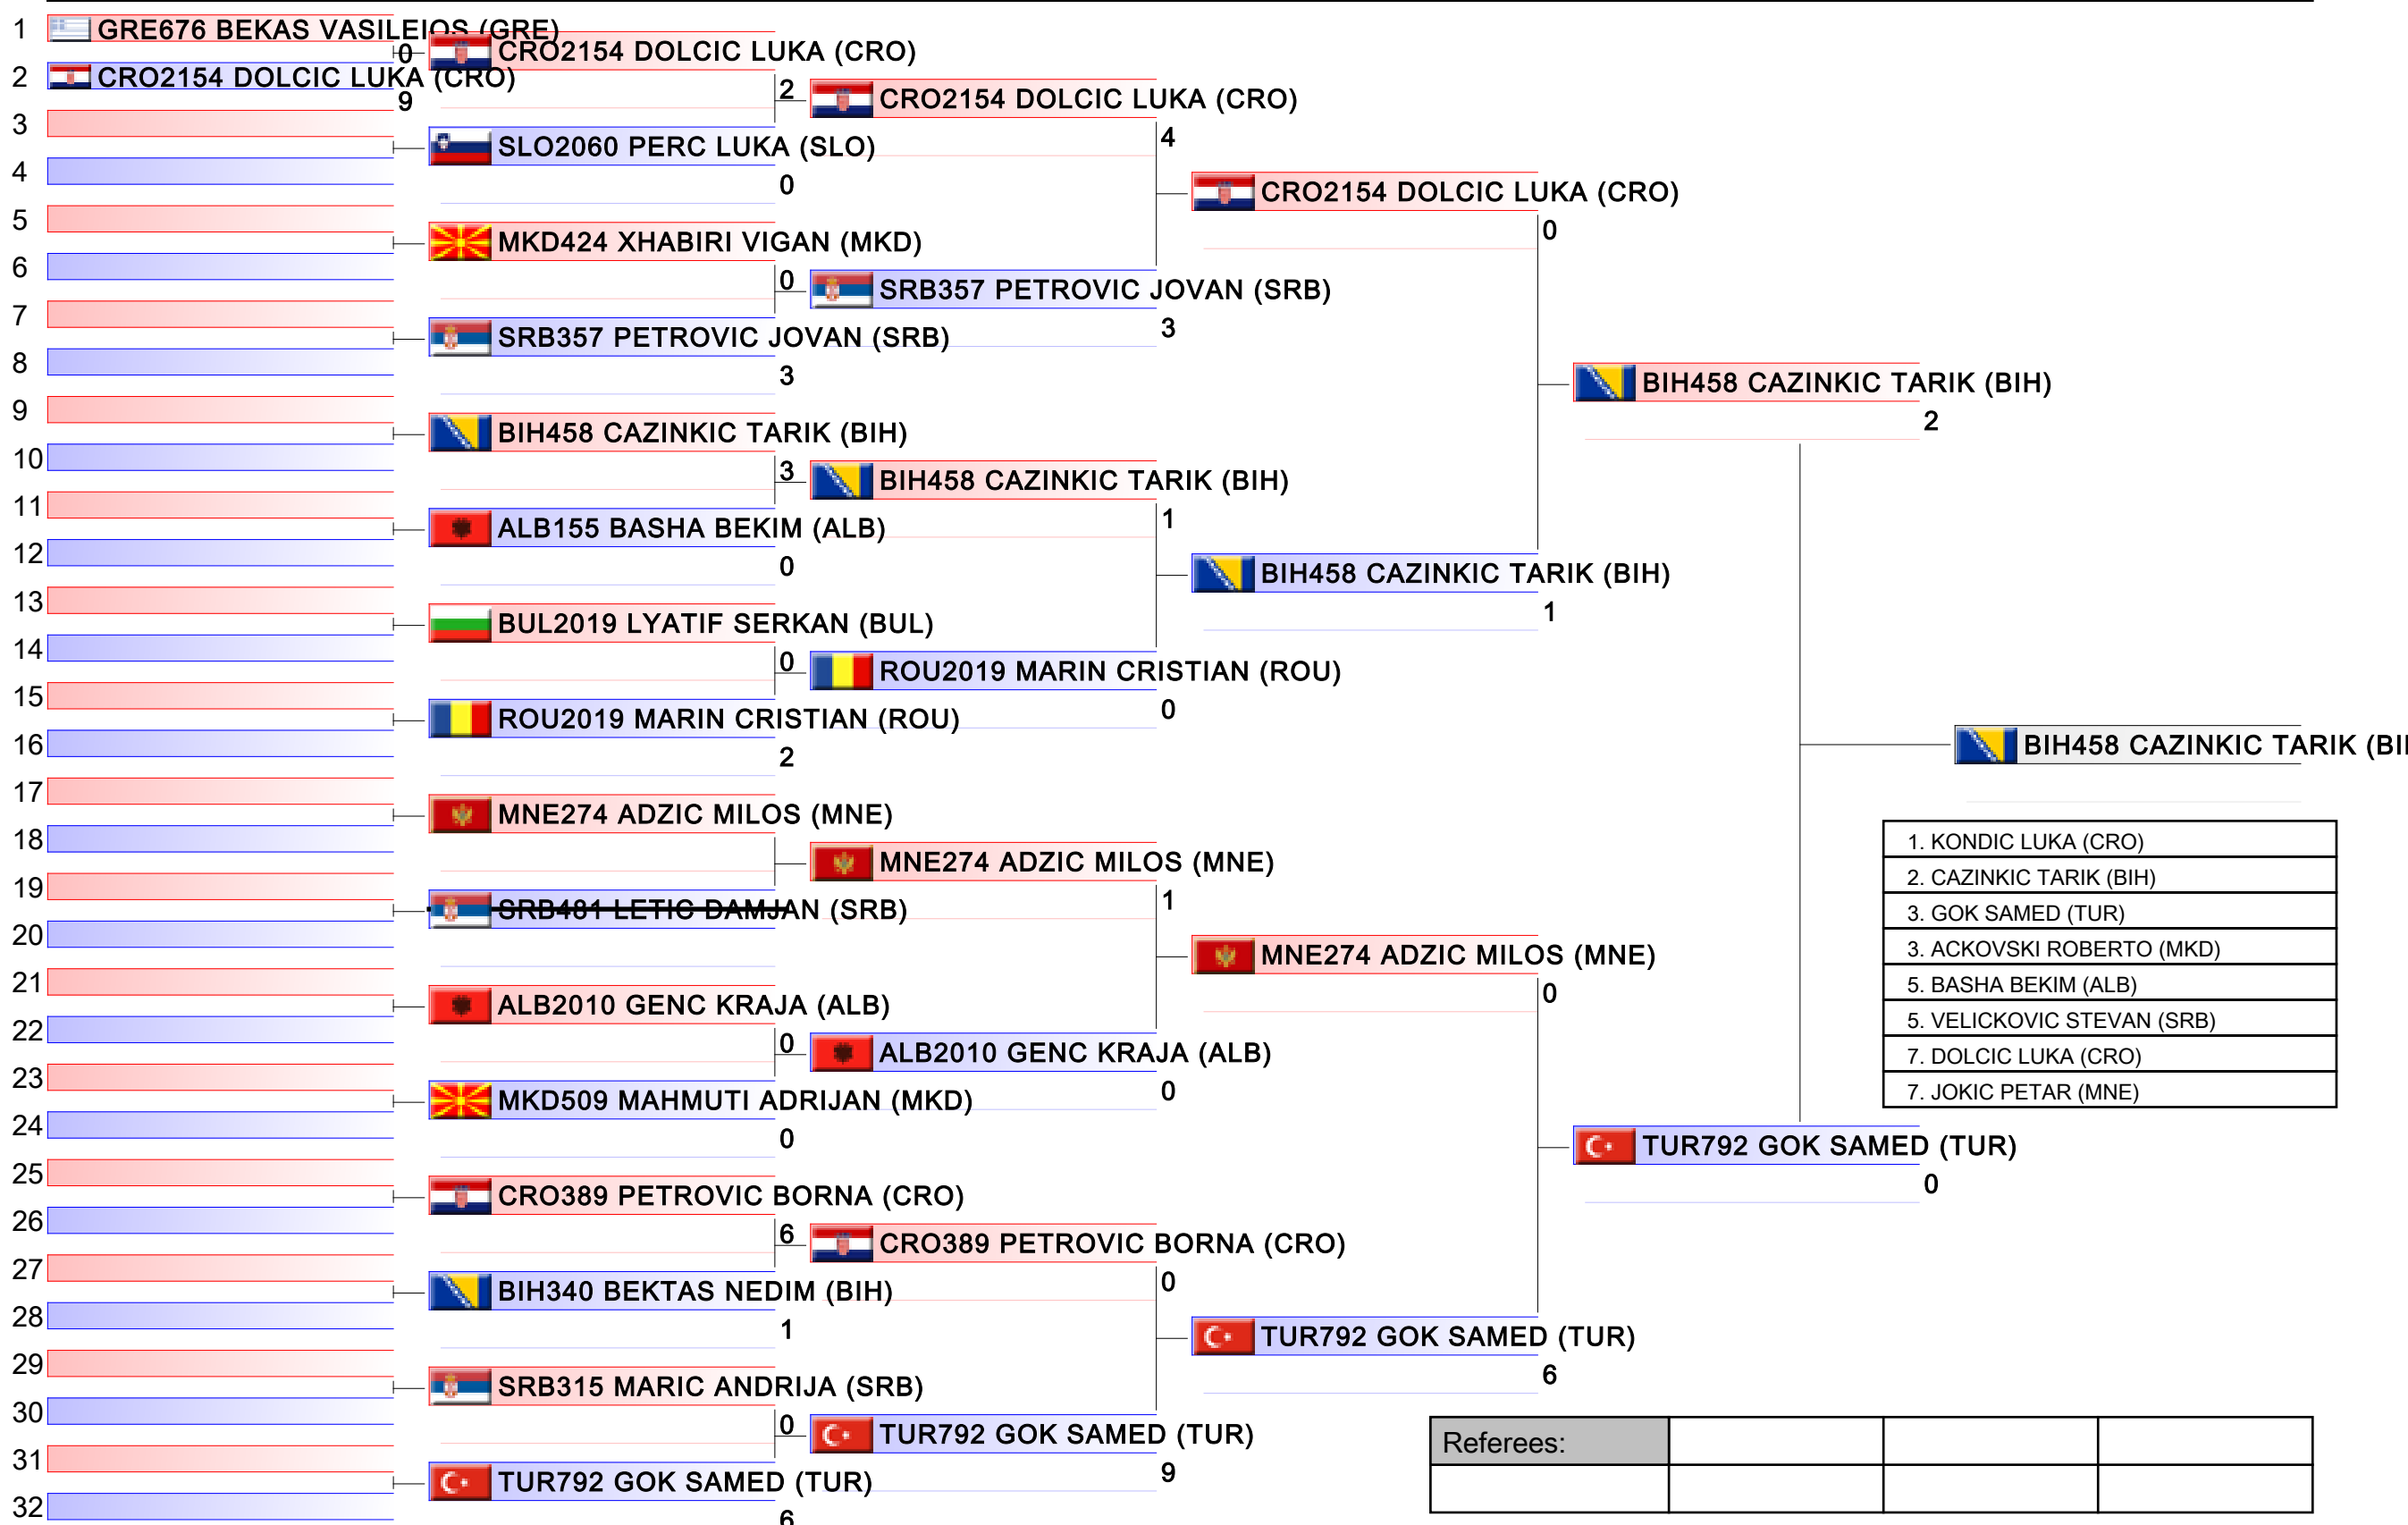 1 GRE676 BEKAS VASILEIOS (GRE)
0
2 CRO2154 DOLCIC LUKA (CRO)
9
3
4
5
6
7
8
9
10
11
12
13
14
15
16
17
18
19
20
21
22
23
24
25
26
27
28
29
30
31
32
CRO2154 DOLCIC LUKA (CRO)
2
SLO2060 PERC LUKA (SLO)
0
MKD424 XHABIRI VIGAN (MKD)
0
SRB357 PETROVIC JOVAN (SRB)
3
BIH458 CAZINKIC TARIK (BIH)
3
ALB155 BASHA BEKIM (ALB)
0
BUL2019 LYATIF SERKAN (BUL)
0
ROU2019 MARIN CRISTIAN (ROU)
2
MNE274 ADZIC MILOS (MNE)
SRB481 LETIC DAMJAN (SRB)
ALB2010 GENC KRAJA (ALB)
0
MKD509 MAHMUTI ADRIJAN (MKD)
0
CRO389 PETROVIC BORNA (CRO)
6
BIH340 BEKTAS NEDIM (BIH)
1
SRB315 MARIC ANDRIJA (SRB)
0
TUR792 GOK SAMED (TUR)
6
CRO2154 DOLCIC LUKA (CRO)
4
SRB357 PETROVIC JOVAN (SRB)
3
BIH458 CAZINKIC TARIK (BIH)
1
ROU2019 MARIN CRISTIAN (ROU)
0
MNE274 ADZIC MILOS (MNE)
1
ALB2010 GENC KRAJA (ALB)
0
CRO389 PETROVIC BORNA (CRO)
0
TUR792 GOK SAMED (TUR)
9
CRO2154 DOLCIC LUKA (CRO)
0
BIH458 CAZINKIC TARIK (BIH)
1
MNE274 ADZIC MILOS (MNE)
0
TUR792 GOK SAMED (TUR)
6
BIH458 CAZINKIC TARIK (BIH)
2
TUR792 GOK SAMED (TUR)
0
BIH458 CAZINKIC TARIK (BI
1. KONDIC LUKA (CRO)
2. CAZINKIC TARIK (BIH)
3. GOK SAMED (TUR)
3. ACKOVSKI ROBERTO (MKD)
5. BASHA BEKIM (ALB)
5. VELICKOVIC STEVAN (SRB)
7. DOLCIC LUKA (CRO)
7. JOKIC PETAR (MNE)
Referees: